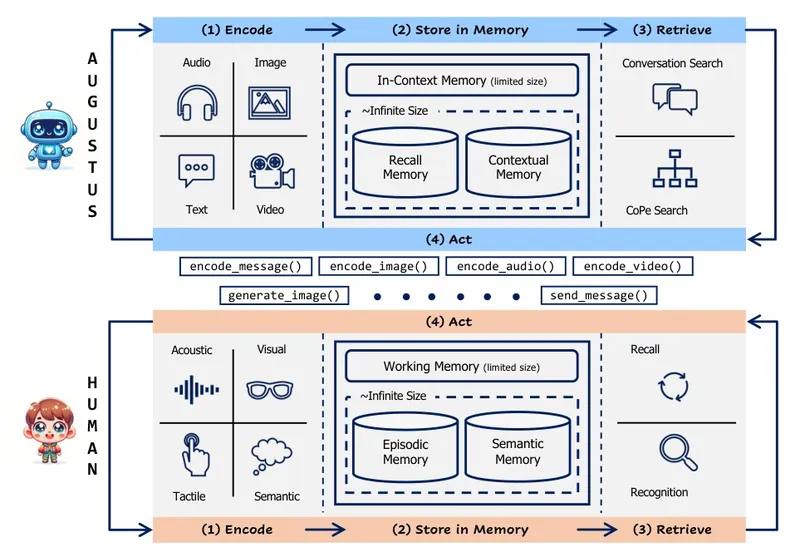 (1) Encode
(2) Store in Memory
(3) Retrieve
AUGUSTUS
Audio
Image
Text
Video
In-Context Memory (limited size)
~Infinite Size
Recall
Memory
Contextual
Memory
Conversation Search
CoPe Search
(4) Act
encode_message()
encode_image()
encode_audio()
encode_video()
generate_image()
send_message()
(4) Act
HUMAN
Acoustic
Visual
Tactile
Semantic
Working Memory (limited size)
~Infinite Size
Episodic
Memory
Semantic
Memory
Recall
Recognition
(1) Encode
(2) Store in Memory
(3) Retrieve